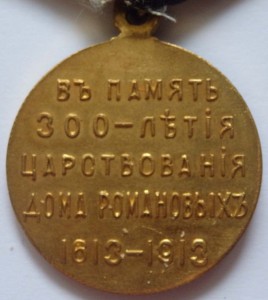 ВЪ ПАМЯТЬ
300-ЛѢТІЯ
ЦАРСТВОВАНІЯ
ДОМА РОМАНОВЫХЪ
1613-1913